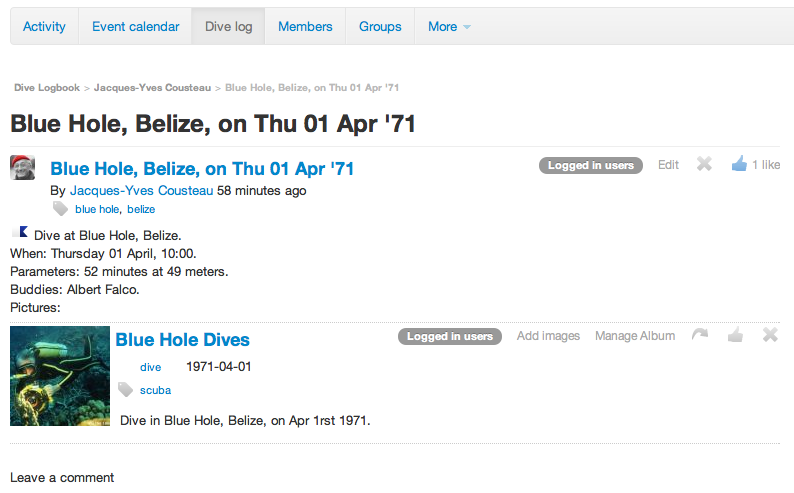 Activity Event calendar Dive log Members Groups More
Dive Logbook > Jacques-Yves Cousteau > Blue Hole, Belize, on Thu 01 Apr '71
Blue Hole, Belize, on Thu 01 Apr '71
Blue Hole, Belize, on Thu 01 Apr '71 Logged in users Edit 1 like
By Jacques-Yves Cousteau 58 minutes ago
blue hole, belize
Dive at Blue Hole, Belize.
When: Thursday 01 April, 10:00.
Parameters: 52 minutes at 49 meters.
Buddies: Albert Falco.
Pictures:
Blue Hole Dives Logged in users Add images Manage Album
dive 1971-04-01
scuba
Dive in Blue Hole, Belize, on Apr 1rst 1971.
Leave a comment